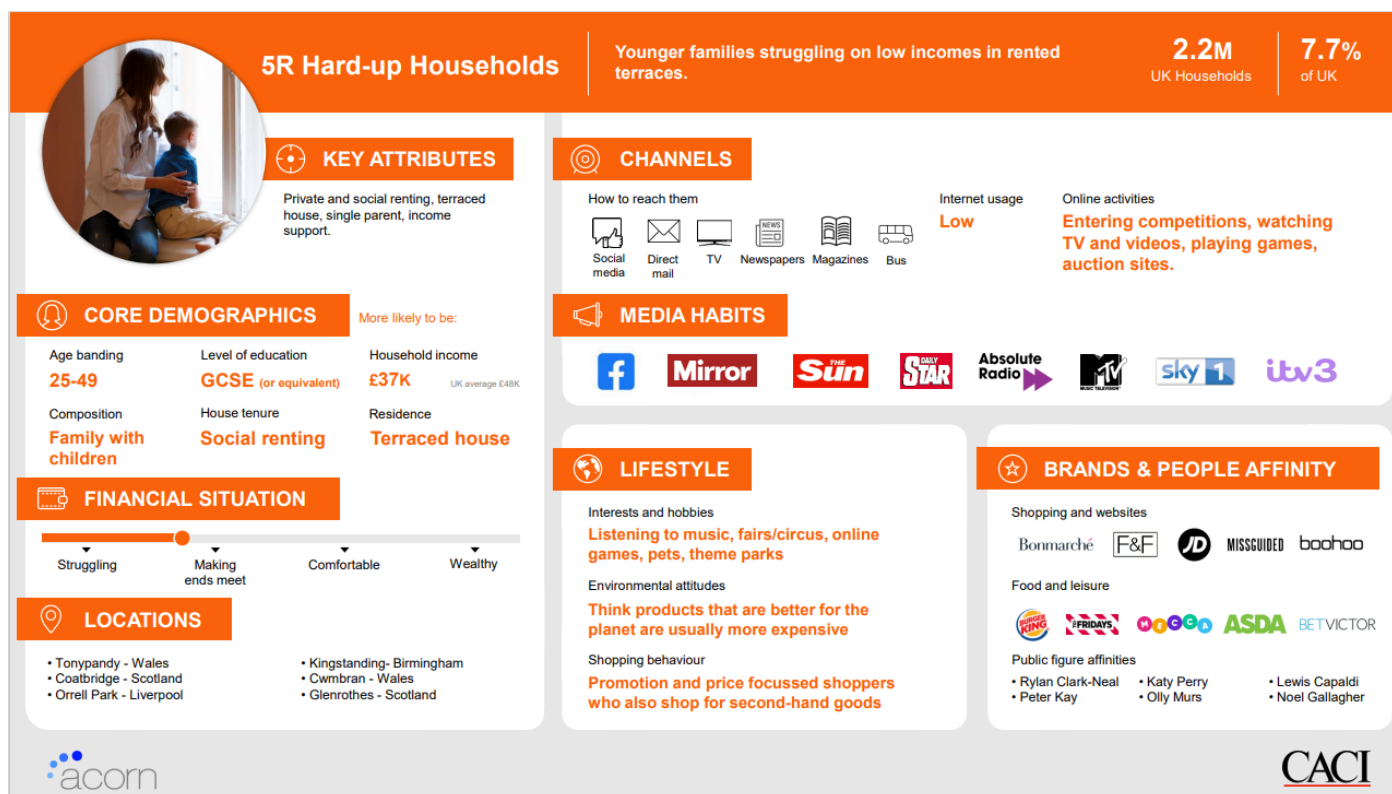 5R Hard-up Households
Younger families struggling on low incomes in rented
terraces.
2.2M
UK Households
7.7%
of UK
KEY ATTRIBUTES
Private and social renting, terraced
house, single parent, income
support.
CORE DEMOGRAPHICS
More likely to be:
Age banding
25-49
Level of education
GCSE (or equivalent)
Household income
£37K
UK average £48K
Composition
Family with
children
House tenure
Social renting
Residence
Terraced house
FINANCIAL SITUATION
Struggling
Making
ends meet
Comfortable
Wealthy
LOCATIONS
• Tonypandy - Wales
• Coatbridge - Scotland
• Orrell Park - Liverpool
• Kingstanding- Birmingham
• Cwmbran - Wales
• Glenrothes - Scotland
CHANNELS
How to reach them
NEWS
Social
media
Direct
mail
TV
Newspapers
Magazines
Bus
Internet usage
Low
Online activities
Entering competitions, watching
TV and videos, playing games,
auction sites.
MEDIA HABITS
f
Mirror
THE
Sun
DAILY
STAR
Absolute
Radio
MTV
MUSIC TELEVISION
sky 1
itv3
LIFESTYLE
Interests and hobbies
Listening to music, fairs/circus, online
games, pets, theme parks
Environmental attitudes
Think products that are better for the
planet are usually more expensive
Shopping behaviour
Promotion and price focussed shoppers
who also shop for second-hand goods
BRANDS & PEOPLE AFFINITY
Shopping and websites
Bonmarché
F&F
JD
MISSGUIDED
boohoo
Food and leisure
BURGER
KING
FRIDAYS
MECCA
ASDA
BETVICTOR
Public figure affinities
• Rylan Clark-Neal
• Peter Kay
• Katy Perry
• Olly Murs
• Lewis Capaldi
• Noel Gallagher
acorn
CACI